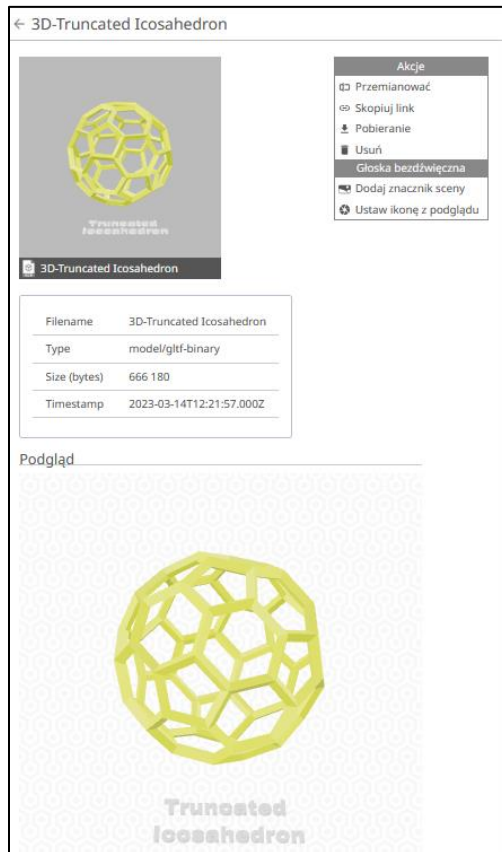 ← 3D-Truncated Icosahedron
Truncated
Icosahedron
3D-Truncated Icosahedron
Akcje
Przemianować
Skopiuj link
Pobieranie
Usuń
Głoska bezdźwięczna
Dodaj znacznik sceny
Ustaw ikonę z podglądu
Filename 3D-Truncated Icosahedron
Type model/gltf-binary
Size (bytes) 666 180
Timestamp 2023-03-14T12:21:57.000Z
Podgląd
Truncated
Icosahedron